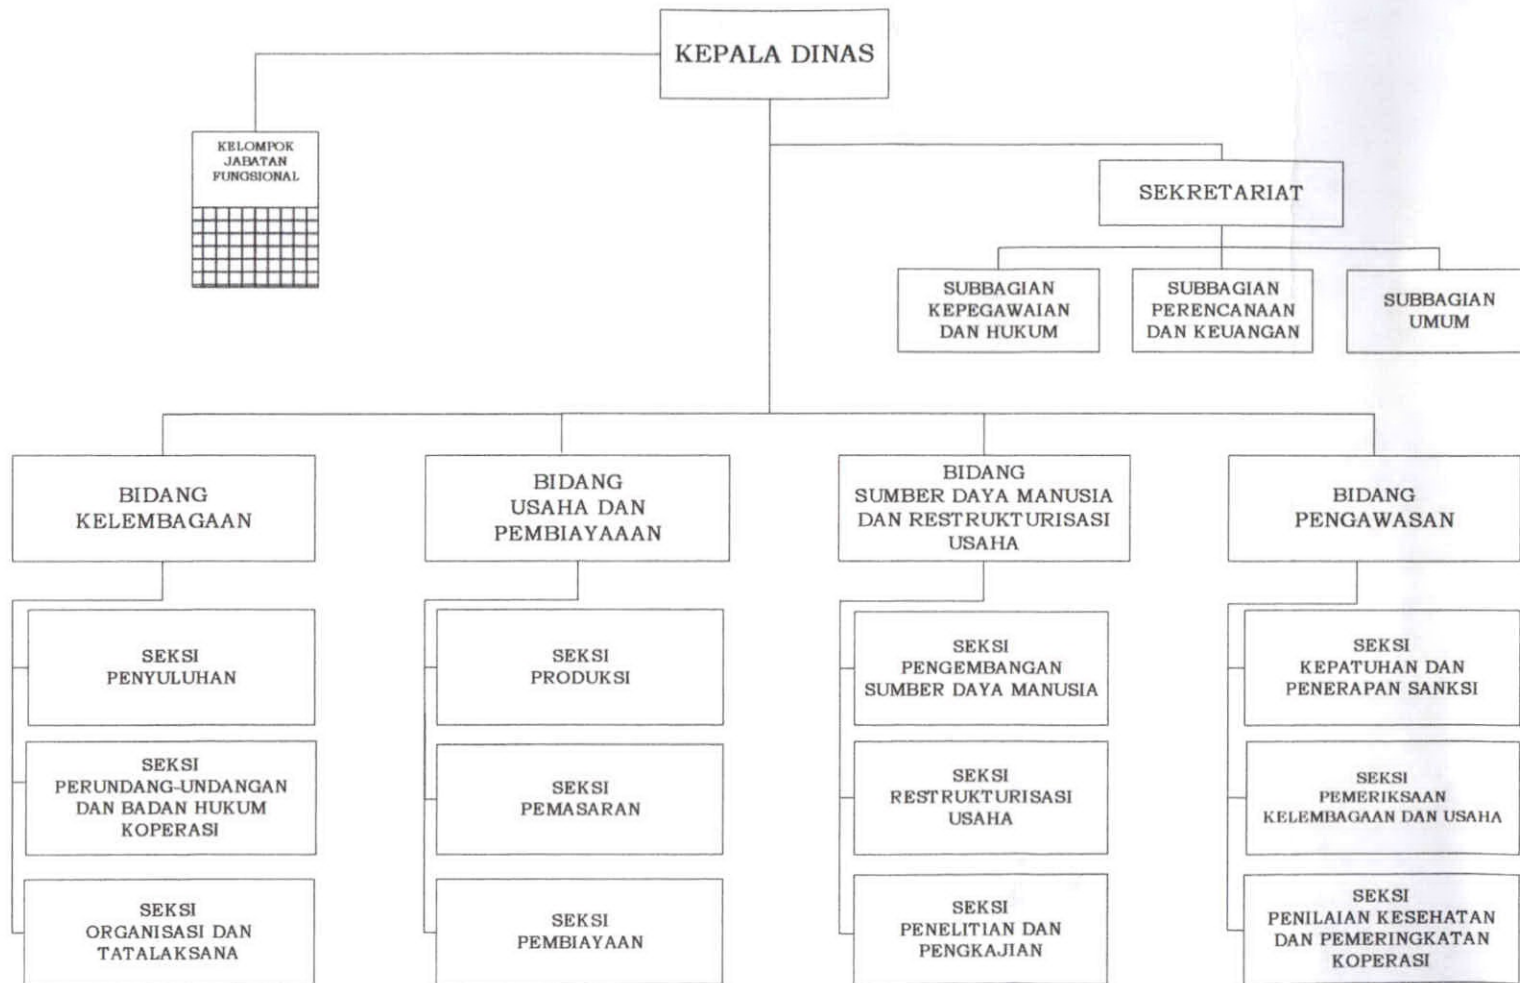 KEPALA DINAS
KELOMPOK
JABATAN
FUNGSIONAL
SEKRETARIAT
SUBBAGIAN
KEPEGAWAIAN
DAN HUKUM
SUBBAGIAN
PERENCANAAN
DAN KEUANGAN
SUBBAGIAN
UMUM
BIDANG
KELEMBAGAAN
BIDANG
USAHA DAN
PEMBIAYAAAN
BIDANG
SUMBER DAYA MANUSIA
DAN RESTRUKTURISASI
USAHA
BIDANG
PENGAWASAN
SEKSI
PENYULUHAN
SEKSI
PRODUKSI
SEKSI
PENGEMBANGAN
SUMBER DAYA MANUSIA
SEKSI
KEPATUHAN DAN
PENERAPAN SANKSI
SEKSI
PERUNDANG-UNDANGAN
DAN BADAN HUKUM
KOPERASI
SEKSI
PEMASARAN
SEKSI
RESTRUKTURISASI
USAHA
SEKSI
PEMERIKSAAN
KELEMBAGAAN DAN USAHA
SEKSI
ORGANISASI DAN
TATALAKSANA
SEKSI
PEMBIAYAAN
SEKSI
PENELITIAN DAN
PENGKAJIAN
SEKSI
PENILAIAN KESEHATAN
DAN PEMERINGKATAN
KOPERASI